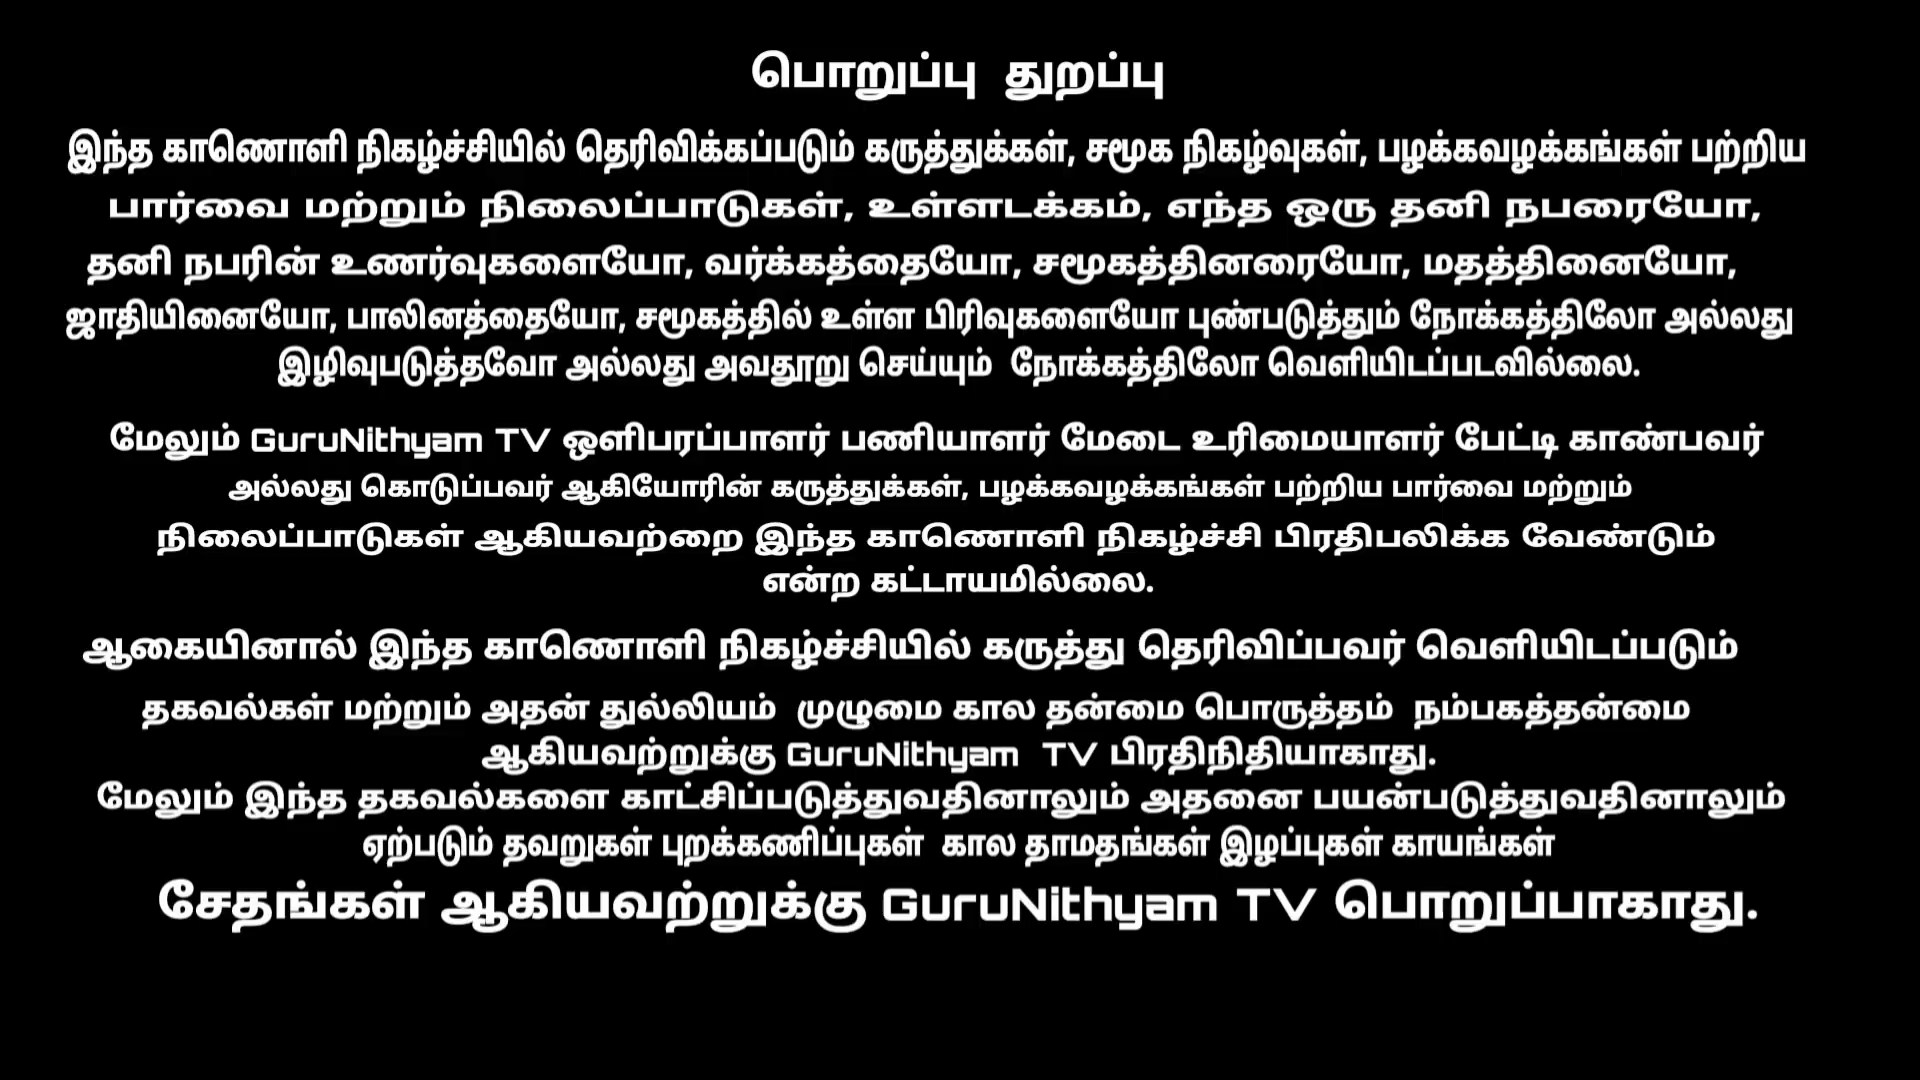 பொறுப்பு துறப்பு
இந்த காணொளி நிகழ்ச்சியில் தெரிவிக்கப்படும் கருத்துக்கள், சமூக நிகழ்வுகள், பழக்கவழக்கங்கள் பற்றிய
பார்வை மற்றும் நிலைப்பாடுகள், உள்ளடக்கம், எந்த ஒரு தனி நபரையோ,
தனி நபரின் உணர்வுகளையோ, வர்க்கத்தையோ, சமூகத்தினரையோ, மதத்தினையோ,
ஜாதியினையோ, பாலினத்தையோ, சமூகத்தில் உள்ள பிரிவுகளையோ புண்படுத்தும் நோக்கத்திலோ அல்லது
இழிவுபடுத்தவோ அல்லது அவதூறு செய்யும் நோக்கத்திலோ வெளியிடப்படவில்லை.
மேலும் GuruNithyam TV ஒளிபரப்பாளர் பணியாளர் மேடை உரிமையாளர் பேட்டி காண்பவர்
அல்லது கொடுப்பவர் ஆகியோரின் கருத்துக்கள், பழக்கவழக்கங்கள் பற்றிய பார்வை மற்றும்
நிலைப்பாடுகள் ஆகியவற்றை இந்த காணொளி நிகழ்ச்சி பிரதிபலிக்க வேண்டும்
என்ற கட்டாயமில்லை.
ஆகையினால் இந்த காணொளி நிகழ்ச்சியில் கருத்து தெரிவிப்பவர் வெளியிடப்படும்
தகவல்கள் மற்றும் அதன் துல்லியம் முழுமை கால தன்மை பொருத்தம் நம்பகத்தன்மை
ஆகியவற்றுக்கு GuruNithyam TV பிரதிநிதியாகாது.
மேலும் இந்த தகவல்களை காட்சிப்படுத்துவதினாலும் அதனை பயன்படுத்துவதினாலும்
ஏற்படும் தவறுகள் புறக்கணிப்புகள் கால தாமதங்கள் இழப்புகள் காயங்கள்
சேதங்கள் ஆகியவற்றுக்கு GuruNithyam TV பொறுப்பாகாது.